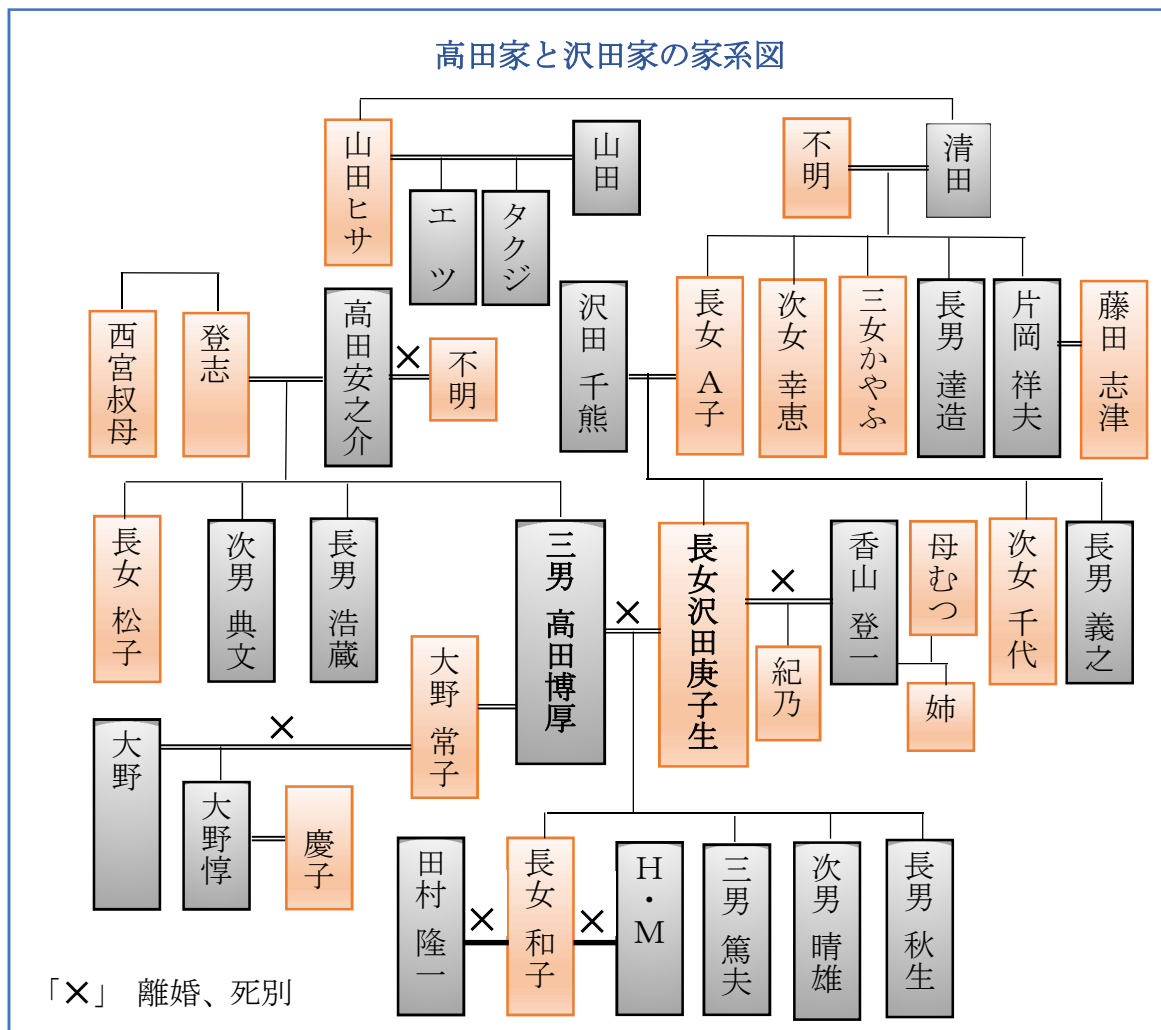 高田家と沢田家の家系図
山田ヒサ
エツ
タクジ
山田
不明
清田
西宮叔母
登志
高田安之介
×
不明
沢田 千熊
長女 A子
次女 幸恵
三女かやふ
長男 達造
片岡 祥夫
藤田 志津
長女 松子
次男 典文
長男 浩蔵
三男 高田博厚
×
長女沢田庚子生
×
紀乃
香山 登一
母むつ
姉
次女 千代
長男 義之
大野
×
大野 常子
大野惇
慶子
田村 隆一
×
長女 和子
×
H・M
三男 篤夫
次男 晴雄
長男 秋生
「×」 離婚、死別